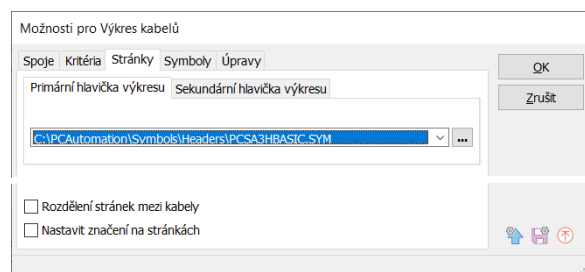 Možnosti pro Výkres kabelů
Spoje Kritéria Stránky Symboly Úpravy
OK
Primární hlavička výkresu Sekundární hlavička výkresu
Zrušit
C:\PCAutomation\Symbols\Headers\PCSA3HBASIC.SYM ...
Rozdělení stránek mezi kabely
Nastavit značení na stránkách